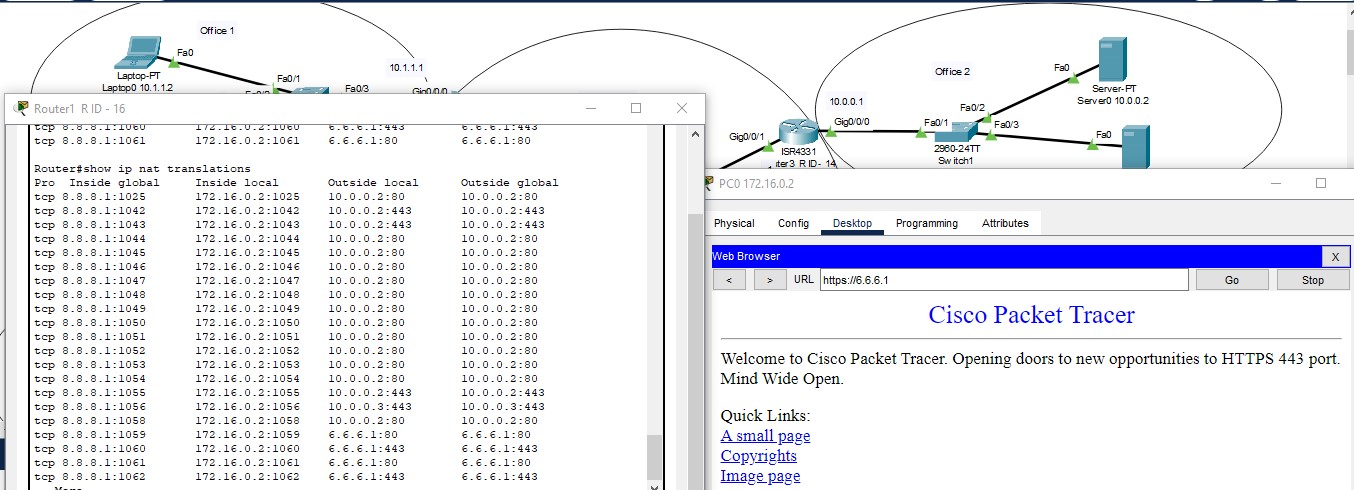 Office 1
Fa0
Laptop-PT
Laptop0 10.1.1.2
Fa0/1
Fa0/3
10.1.1.1
Gig0/0/0
Office 2
Fa0
Server-PT
Server0 10.0.0.2
10.0.0.1
Gig0/0/0
Fa0/1
Fa0/2
Fa0/3
Fa0
Gig0/0/1
ISR4331
ter3 R ID- 14
2960-24TT
Switch1
Router1 R ID - 16
tcp 8.8.8.1:1060 172.16.0.2:1060 6.6.6.1:443 6.6.6.1:443
tcp 8.8.8.1:1061 172.16.0.2:1061 6.6.6.1:80 6.6.6.1:80
Router#show ip nat translations
Pro Inside global Inside local Outside local Outside global
tcp 8.8.8.1:1025 172.16.0.2:1025 10.0.0.2:80 10.0.0.2:80
tcp 8.8.8.1:1042 172.16.0.2:1042 10.0.0.2:443 10.0.0.2:443
tcp 8.8.8.1:1043 172.16.0.2:1043 10.0.0.2:443 10.0.0.2:443
tcp 8.8.8.1:1044 172.16.0.2:1044 10.0.0.2:80 10.0.0.2:80
tcp 8.8.8.1:1045 172.16.0.2:1045 10.0.0.2:80 10.0.0.2:80
tcp 8.8.8.1:1046 172.16.0.2:1046 10.0.0.2:80 10.0.0.2:80
tcp 8.8.8.1:1047 172.16.0.2:1047 10.0.0.2:80 10.0.0.2:80
tcp 8.8.8.1:1048 172.16.0.2:1048 10.0.0.2:80 10.0.0.2:80
tcp 8.8.8.1:1049 172.16.0.2:1049 10.0.0.2:80 10.0.0.2:80
tcp 8.8.8.1:1050 172.16.0.2:1050 10.0.0.2:80 10.0.0.2:80
tcp 8.8.8.1:1051 172.16.0.2:1051 10.0.0.2:80 10.0.0.2:80
tcp 8.8.8.1:1052 172.16.0.2:1052 10.0.0.2:80 10.0.0.2:80
tcp 8.8.8.1:1053 172.16.0.2:1053 10.0.0.2:80 10.0.0.2:80
tcp 8.8.8.1:1054 172.16.0.2:1054 10.0.0.2:80 10.0.0.2:80
tcp 8.8.8.1:1055 172.16.0.2:1055 10.0.0.2:443 10.0.0.2:443
tcp 8.8.8.1:1056 172.16.0.2:1056 10.0.0.3:443 10.0.0.3:443
tcp 8.8.8.1:1058 172.16.0.2:1058 10.0.0.2:80 10.0.0.2:80
tcp 8.8.8.1:1059 172.16.0.2:1059 6.6.6.1:80 6.6.6.1:80
tcp 8.8.8.1:1060 172.16.0.2:1060 6.6.6.1:443 6.6.6.1:443
tcp 8.8.8.1:1061 172.16.0.2:1061 6.6.6.1:80 6.6.6.1:80
tcp 8.8.8.1:1062 172.16.0.2:1062 6.6.6.1:443 6.6.6.1:443
PC0 172.16.0.2
Physical Config Desktop Programming Attributes
Web Browser X
< > URL https://6.6.6.1 Go Stop
Cisco Packet Tracer
Welcome to Cisco Packet Tracer. Opening doors to new opportunities to HTTPS 443 port.
Mind Wide Open.
Quick Links:
A small page
Copyrights
Image page